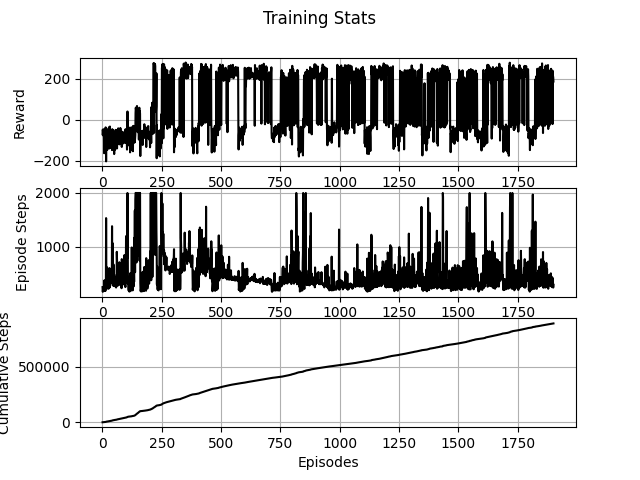 Training Stats
200
0
−200
Reward
0 250 500 750 1000 1250 1500 1750
2000
1000
Episode Steps
0 250 500 750 1000 1250 1500 1750
500000
0
Cumulative Steps
0 250 500 750 1000 1250 1500 1750
Episodes